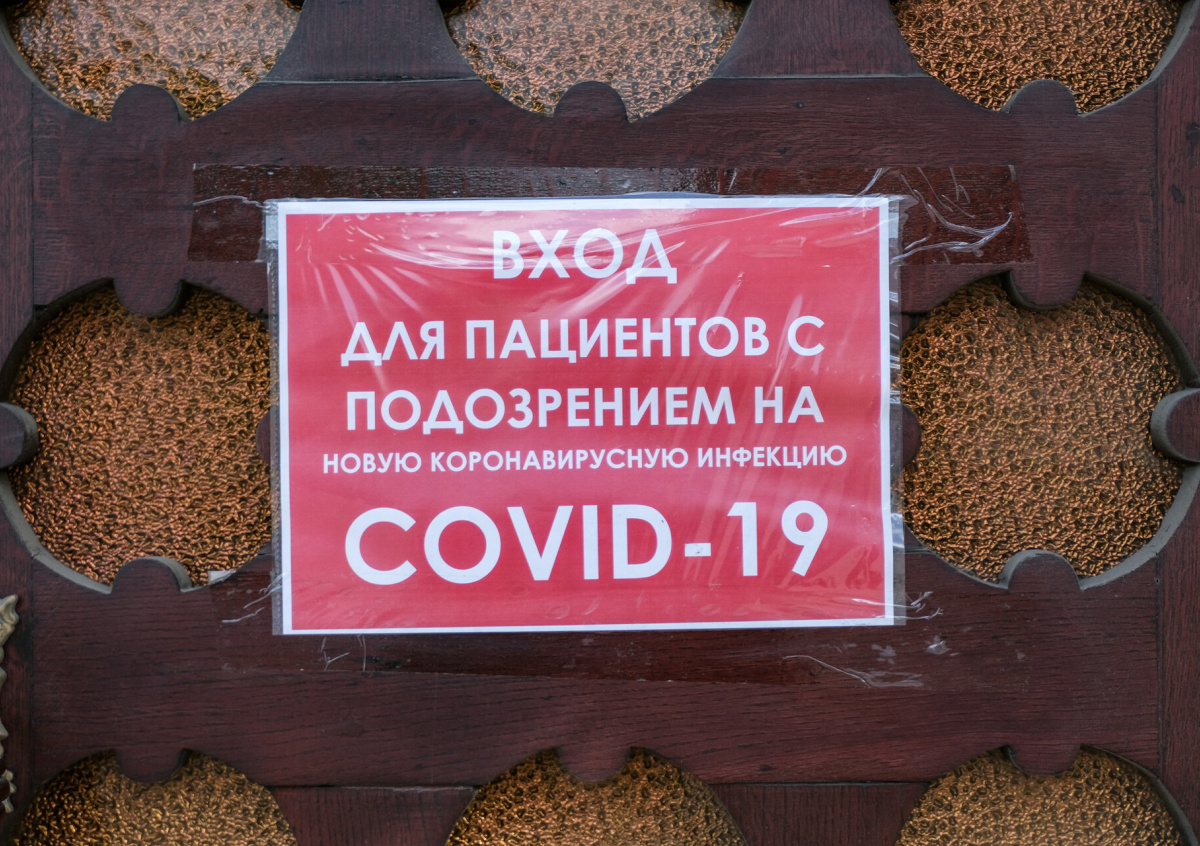 ВХОД
ДЛЯ ПАЦИЕНТОВ С
ПОДОЗРЕНИЕМ НА
НОВУЮ КОРОНАВИРУСНУЮ ИНФЕКЦИЮ
COVID-19